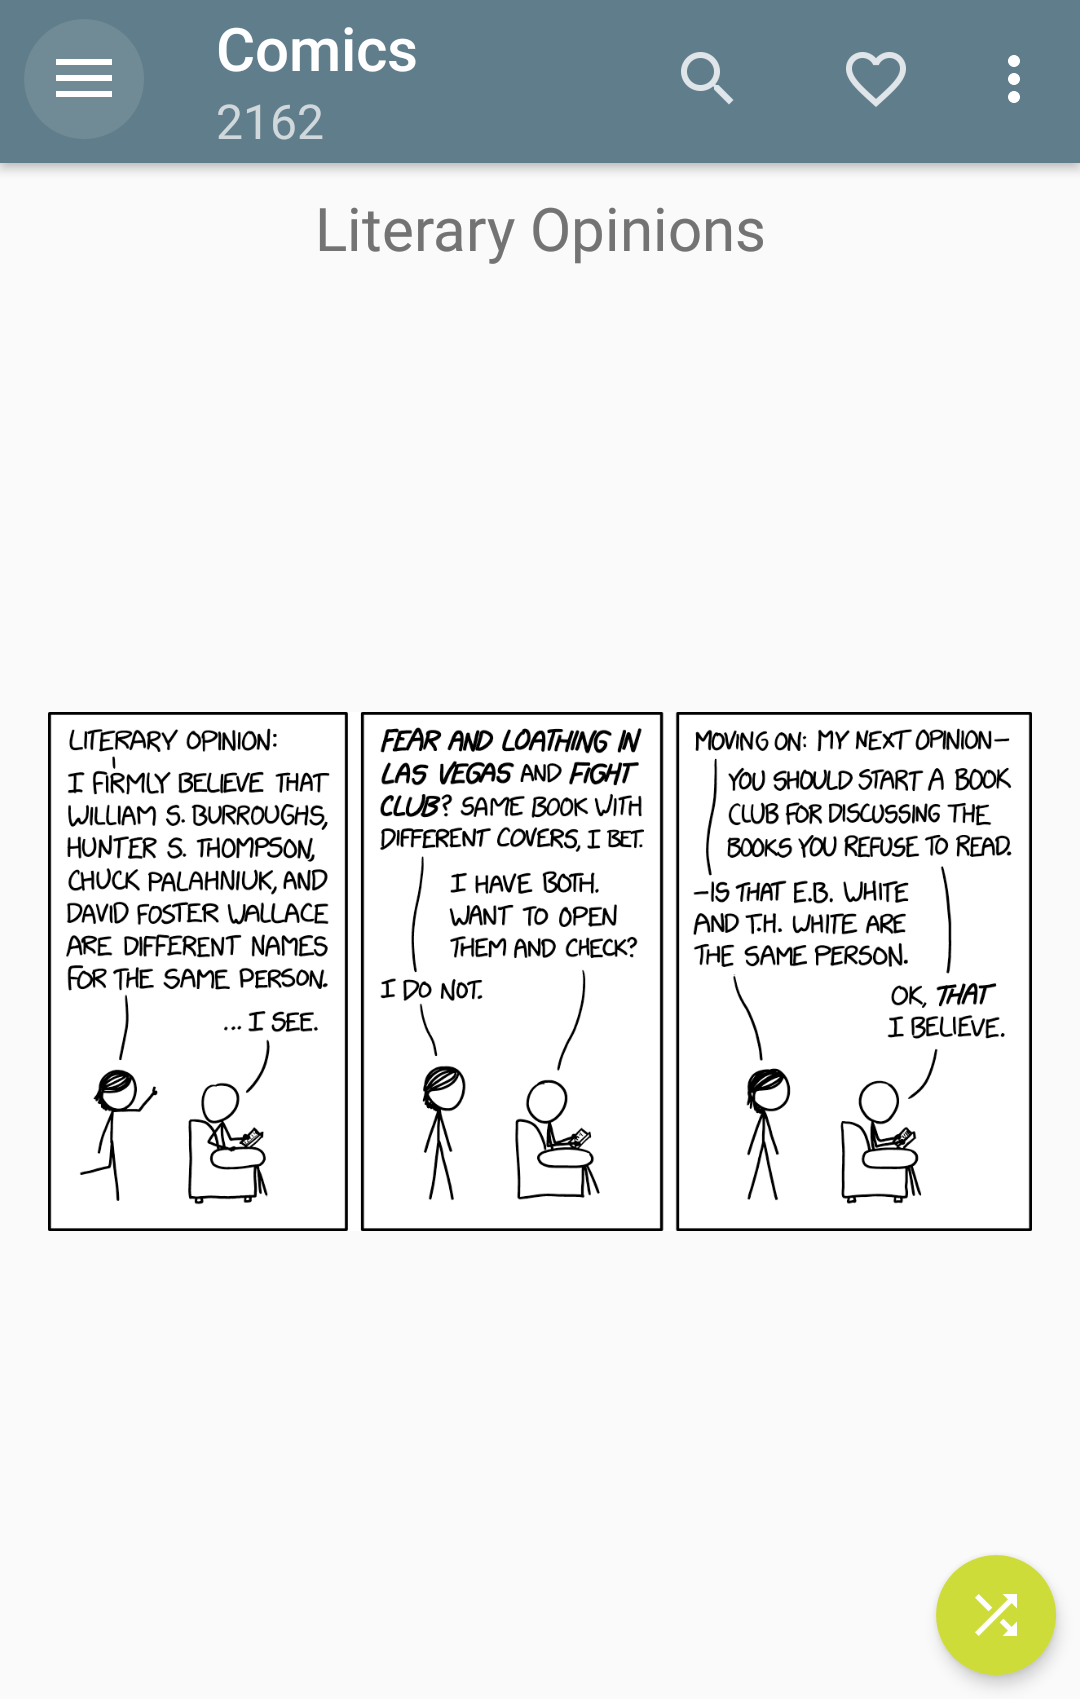 Comics
2162
Literary Opinions
LITERARY OPINION:
I FIRMLY BELIEVE THAT
WILLIAM S. BURROUGHS,
HUNTER S. THOMPSON,
CHUCK PALAHNIUK, AND
DAVID FOSTER WALLACE
ARE DIFFERENT NAMES
FOR THE SAME PERSON.
... I SEE.
FEAR AND LOATHING IN
LAS VEGAS AND FIGHT
CLUB? SAME BOOK WITH
DIFFERENT COVERS, I BET.
I HAVE BOTH.
WANT TO OPEN
THEM AND CHECK?
I DO NOT.
MOVING ON: MY NEXT OPINION—
YOU SHOULD START A BOOK
CLUB FOR DISCUSSING THE
BOOKS YOU REFUSE TO READ.
—IS THAT E.B. WHITE
AND T.H. WHITE ARE
THE SAME PERSON.
OK, THAT
I BELIEVE.